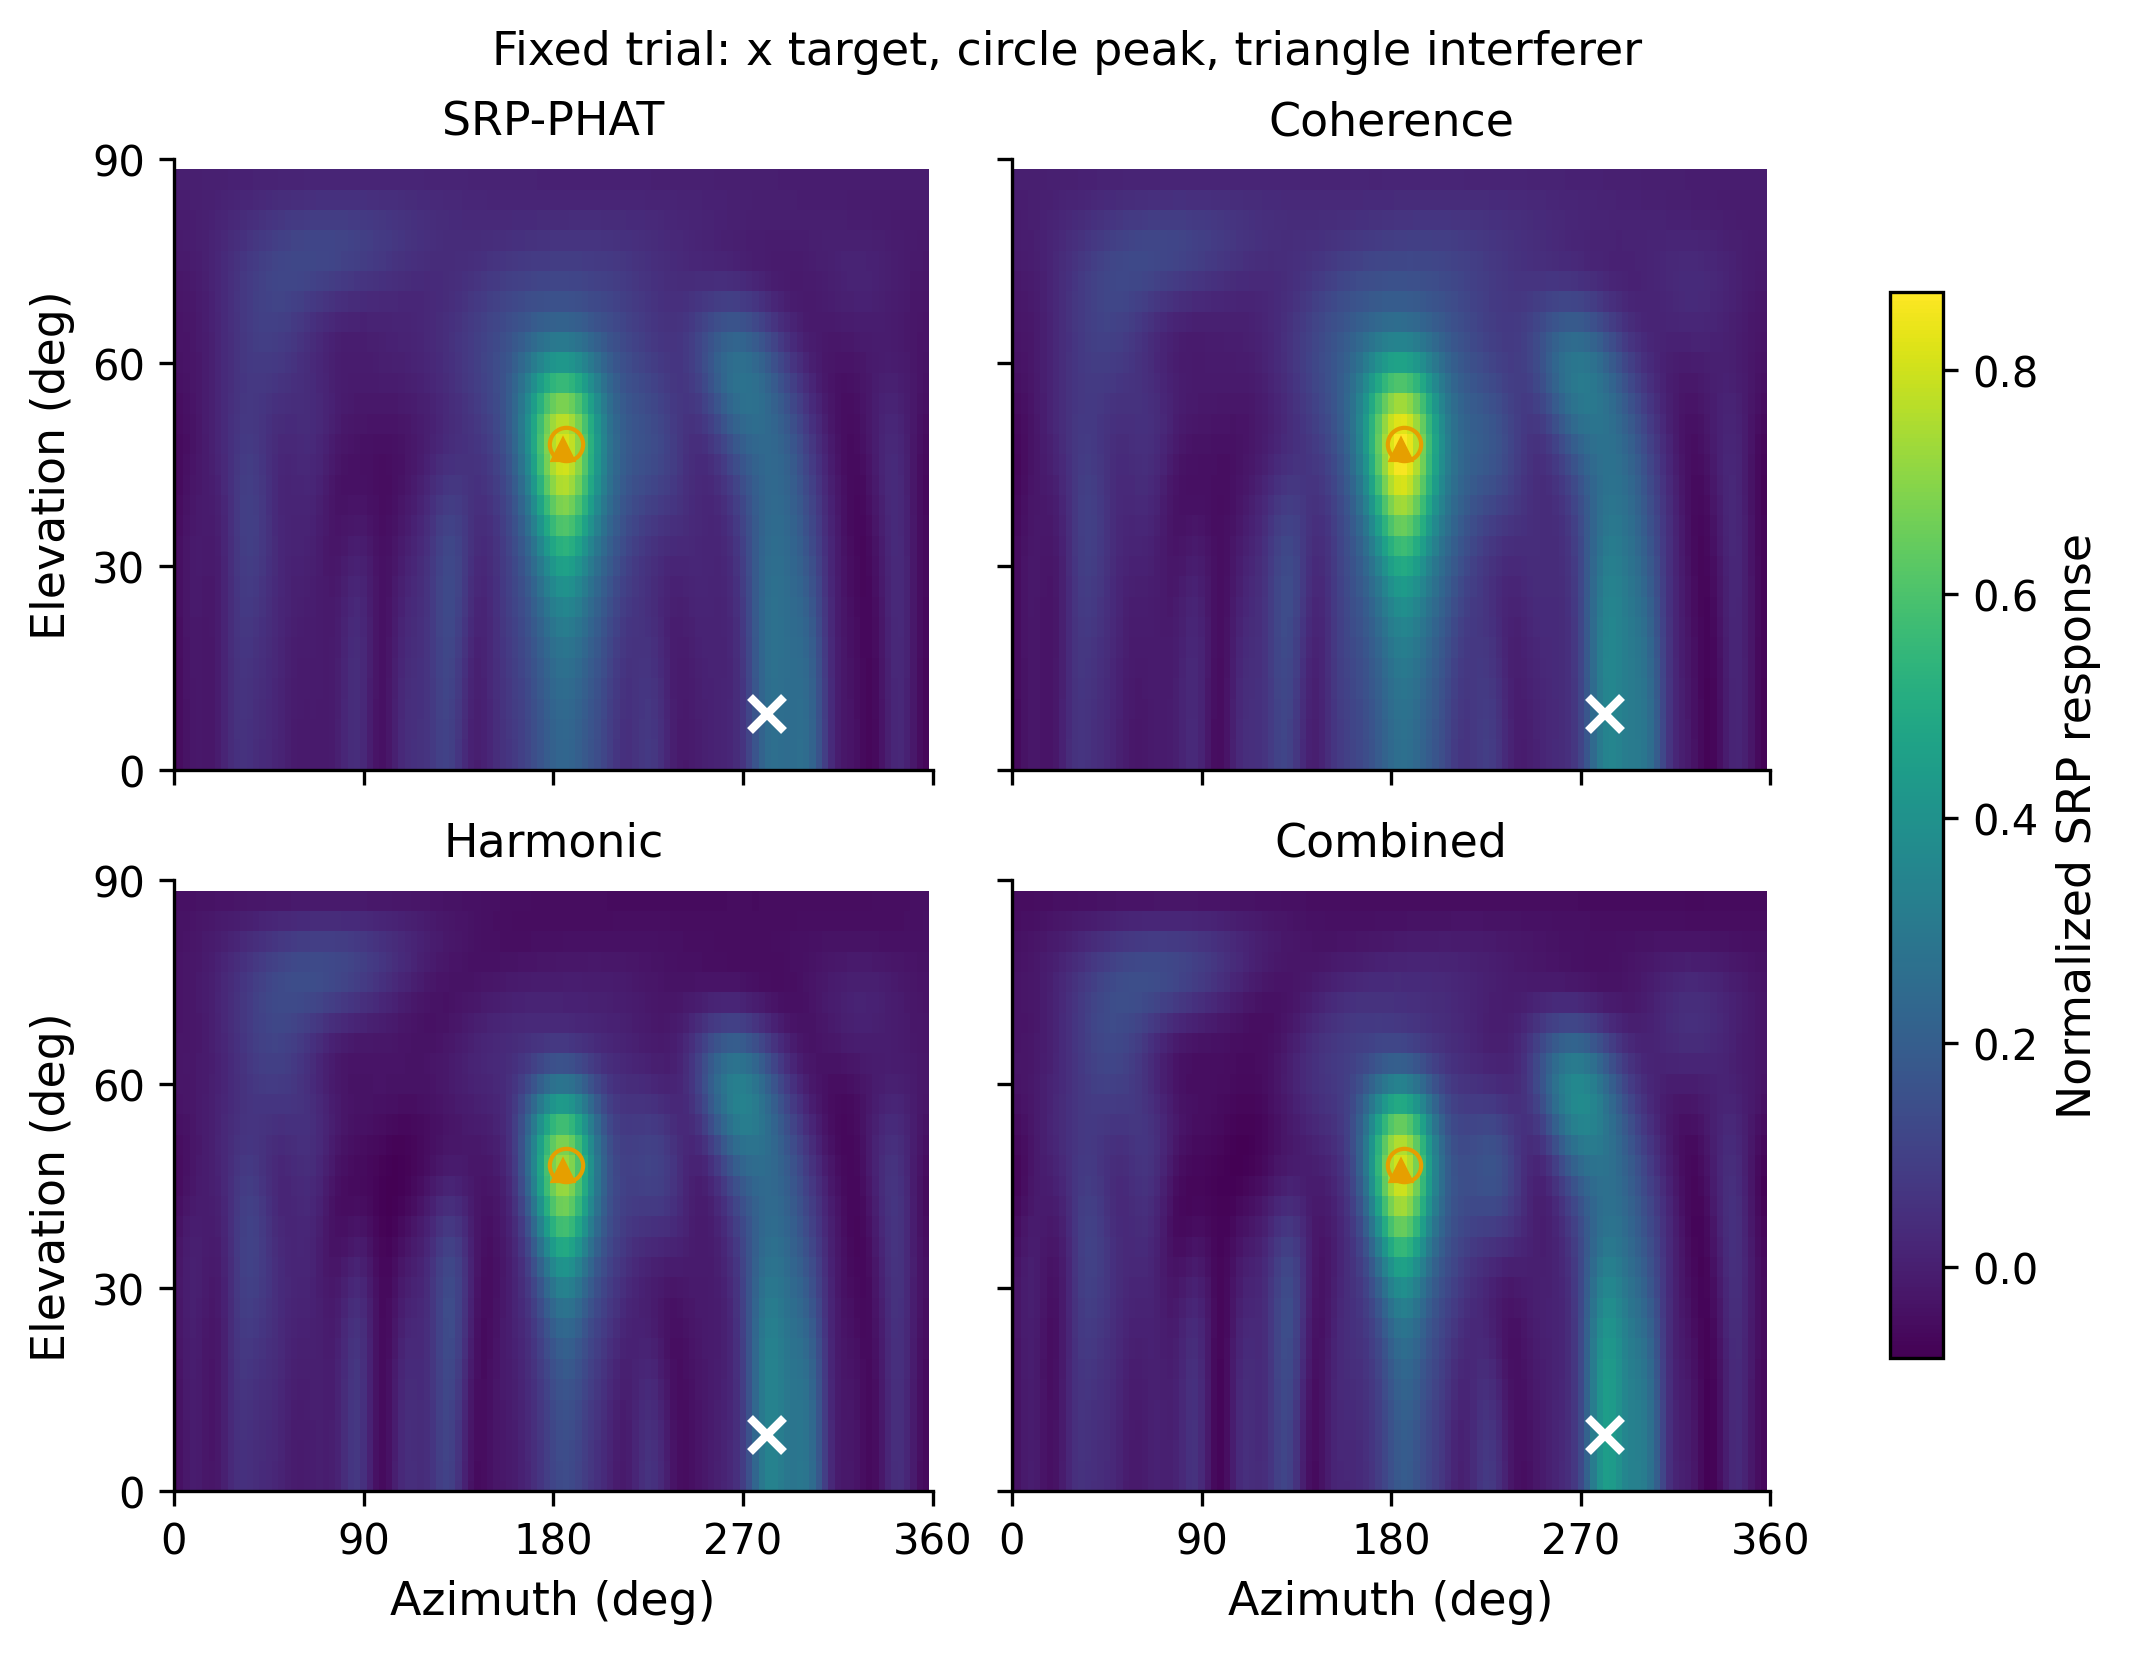 Fixed trial: x target, circle peak, triangle interferer
SRP-PHAT
Coherence
90
60
30
0
Elevation (deg)
Harmonic
Combined
90
60
30
0
Elevation (deg)
0 90 180 270 360
0 90 180 270 360
Azimuth (deg)
Azimuth (deg)
0.8
0.6
0.4
0.2
0.0
Normalized SRP response